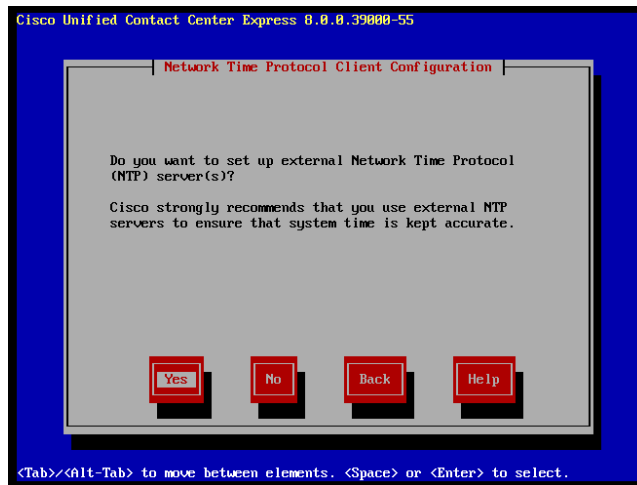 Cisco Unified Contact Center Express 8.0.0.39000-55
Network Time Protocol Client Configuration
Do you want to set up external Network Time Protocol
(NTP) server(s)?
Cisco strongly recommends that you use external NTP
servers to ensure that system time is kept accurate.
Yes No Back Help
<Tab>/<Alt-Tab> to move between elements. <Space> or <Enter> to select.